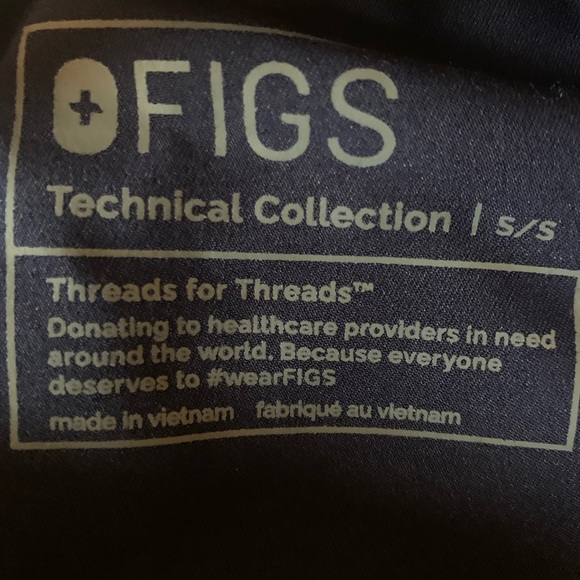 FIGS
Technical Collection | S/S
Threads for Threads™
Donating to healthcare providers in need
around the world. Because everyone
deserves to #wearFIGS
made in vietnam fabriqué au vietnam